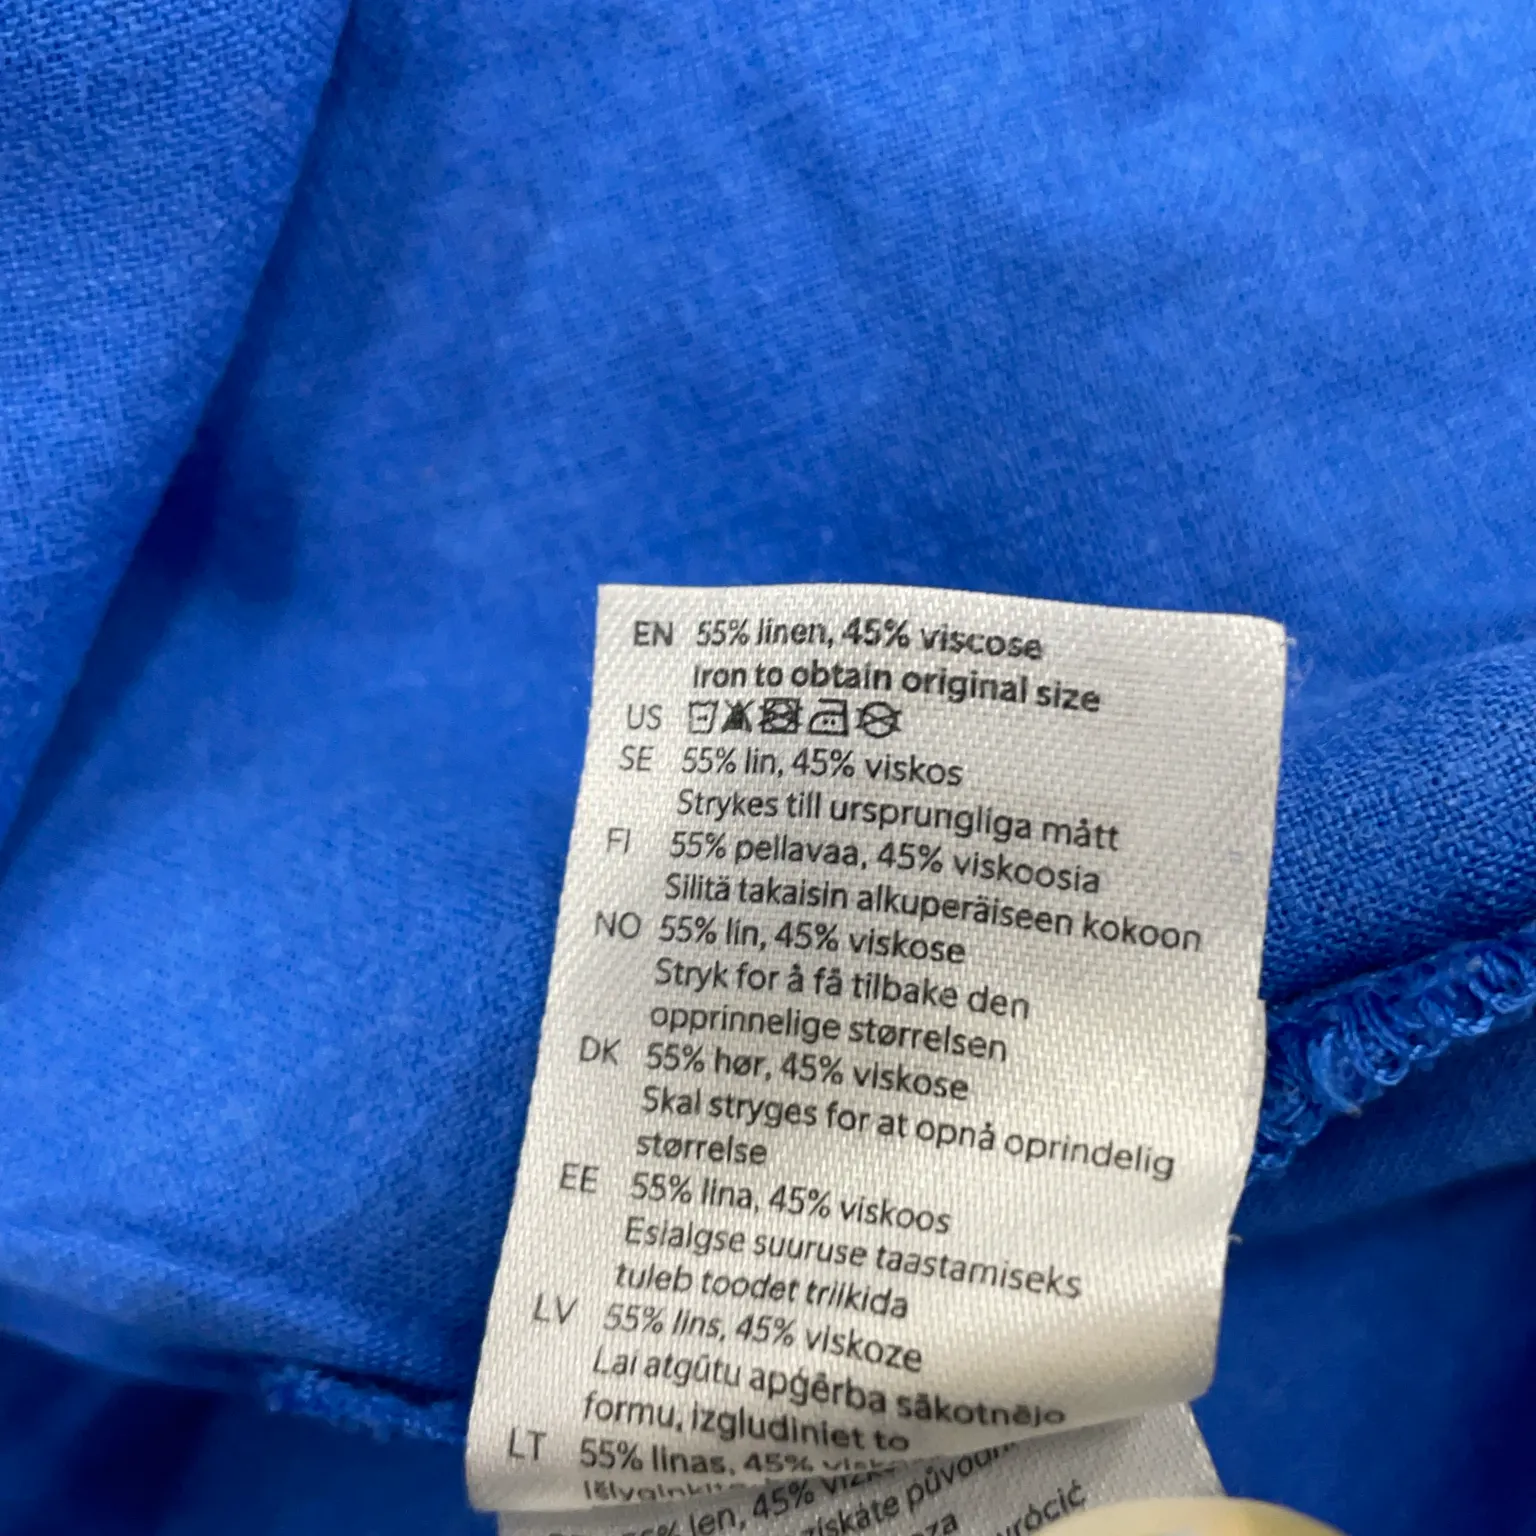 EN 55% linen, 45% viscose
Iron to obtain original size
US
SE 55% lin, 45% viskos
Strykes till ursprungliga mått
FI 55% pellavaa, 45% viskoosia
Silitä takaisin alkuperäiseen kokoon
NO 55% lin, 45% viskose
Stryk for å få tilbake den
opprinnelige størrelsen
DK 55% hør, 45% viskose
Skal stryges for at opnå oprindelig
størrelse
EE 55% lina, 45% viskoos
Esialgse suuruse taastamiseks
tuleb toodet triikida
LV 55% lins, 45% viskoze
Lai atgūtu apģērba sākotnējo
formu, izgludiniet to
LT 55% linas, 45%
len, 45%